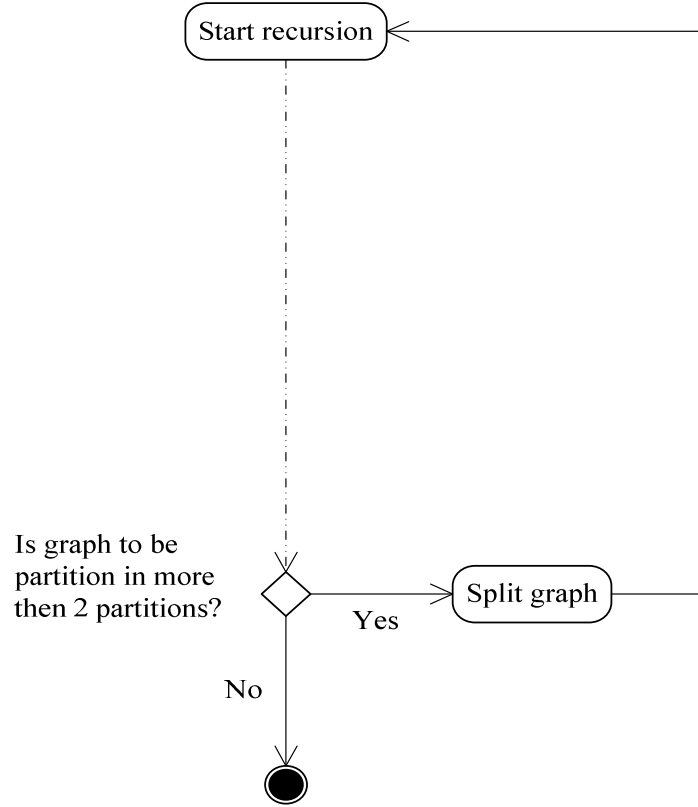 Start recursion
Is graph to be
partition in more
then 2 partitions?
Yes
Split graph
No